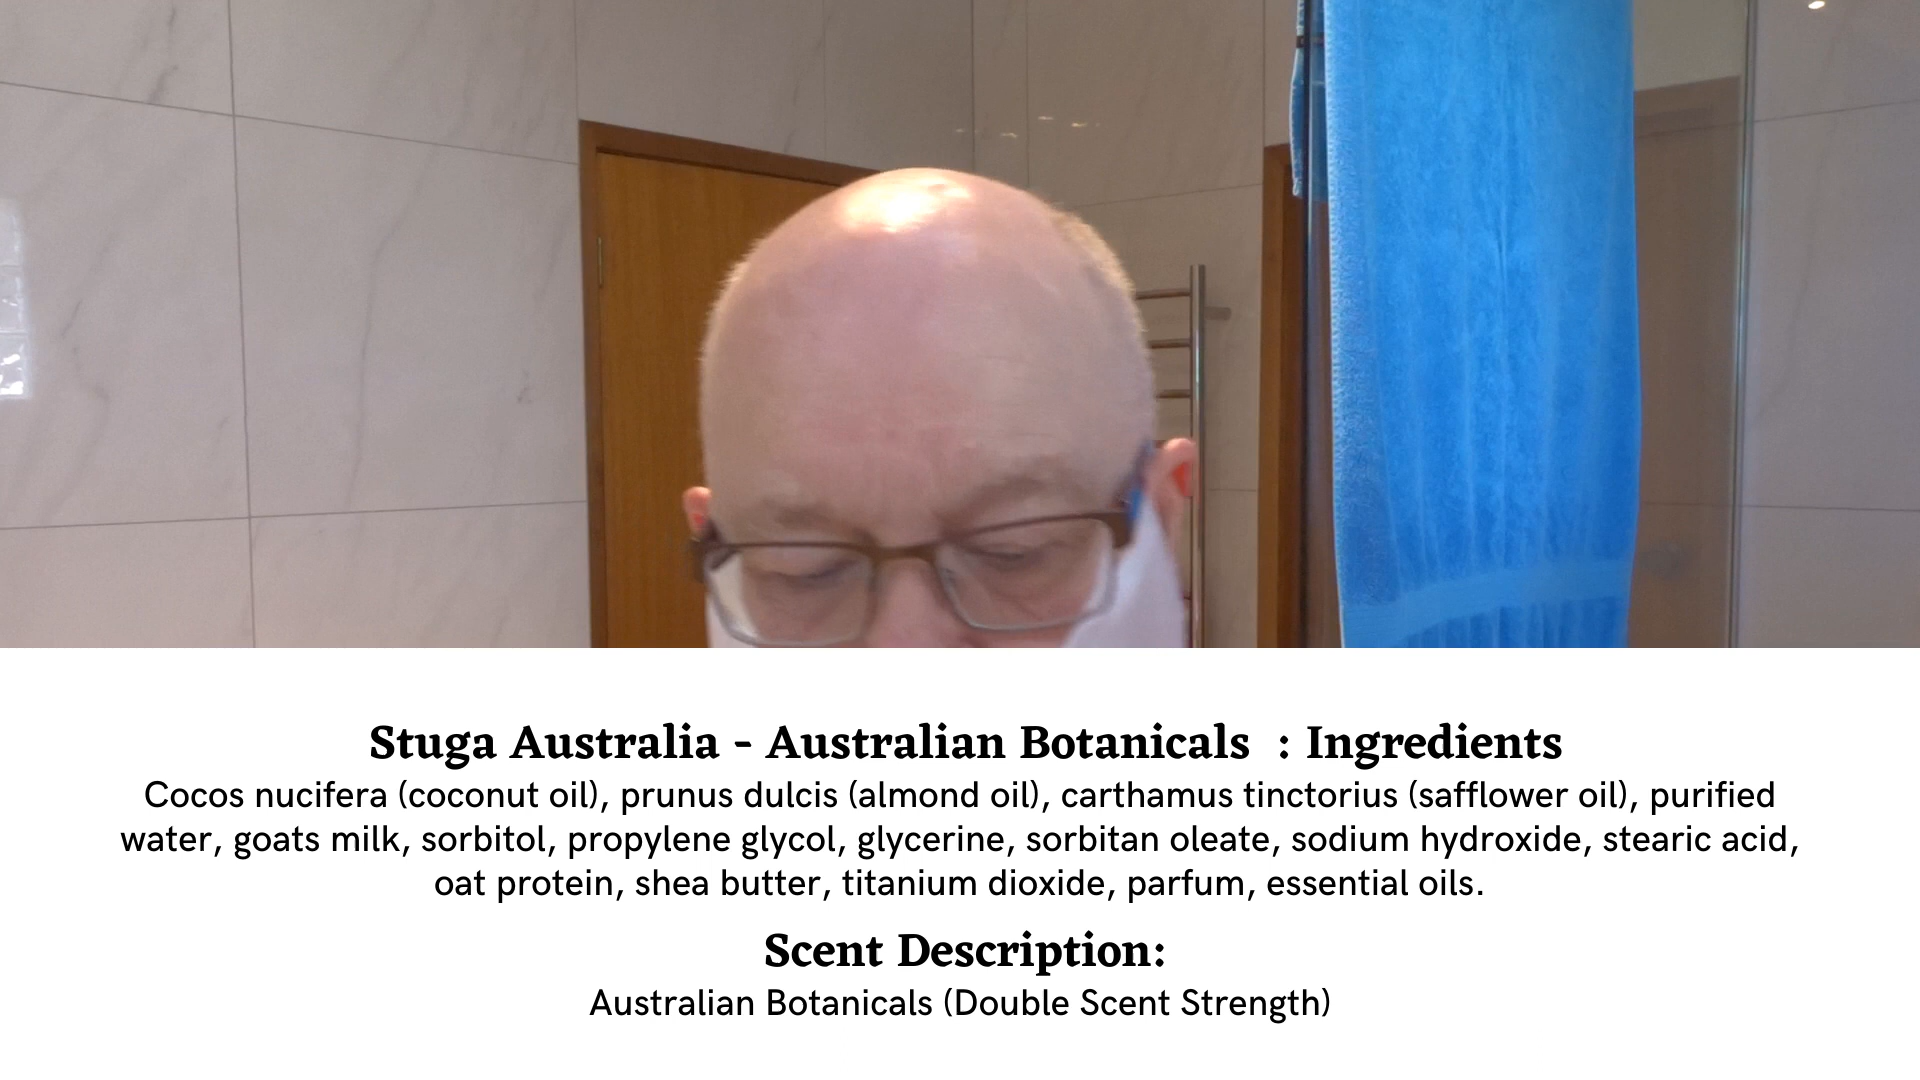 Stuga Australia - Australian Botanicals : Ingredients
Cocos nucifera (coconut oil), prunus dulcis (almond oil), carthamus tinctorius (safflower oil), purified
water, goats milk, sorbitol, propylene glycol, glycerine, sorbitan oleate, sodium hydroxide, stearic acid,
oat protein, shea butter, titanium dioxide, parfum, essential oils.
Scent Description:
Australian Botanicals (Double Scent Strength)